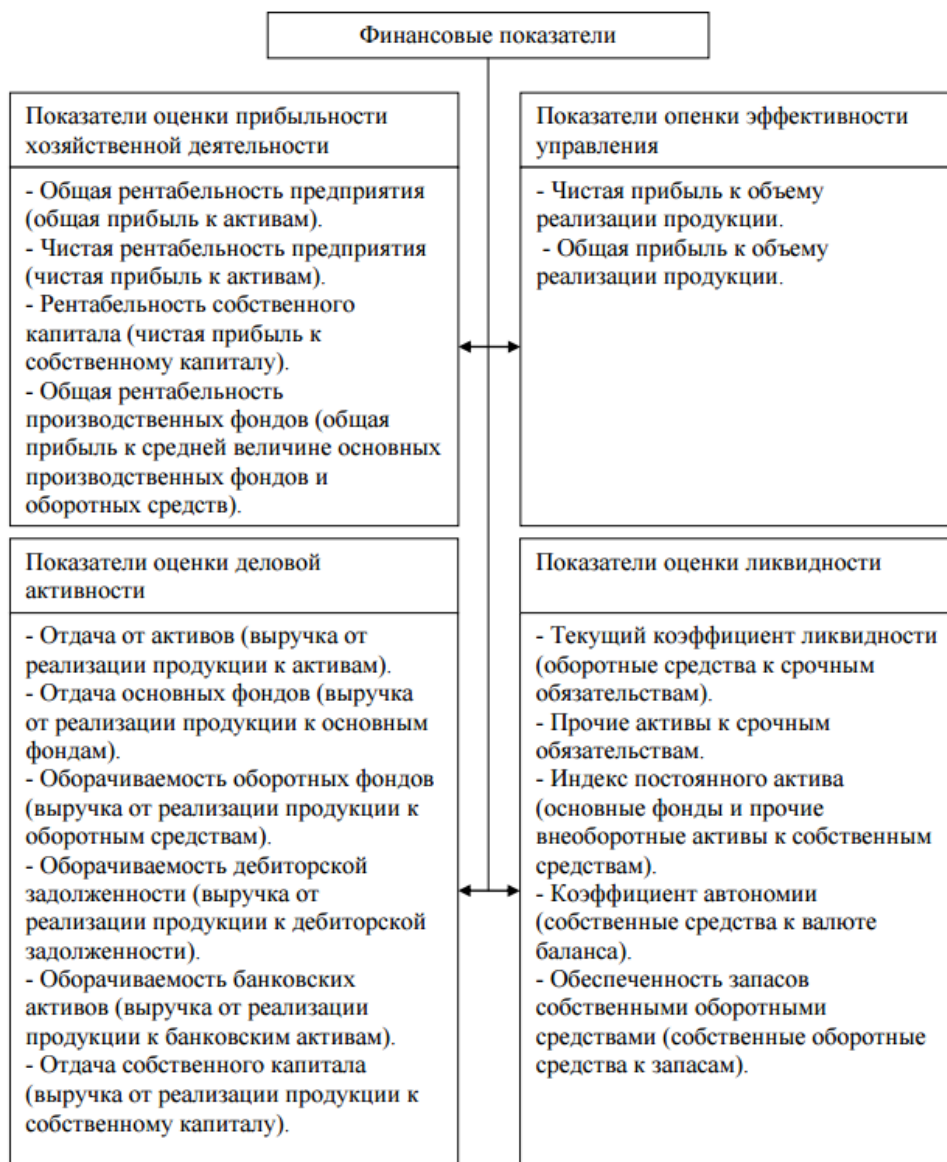 Финансовые показатели
Показатели оценки прибыльности
хозяйственной деятельности
- Общая рентабельность предприятия
(общая прибыль к активам).
- Чистая рентабельность предприятия
(чистая прибыль к активам).
- Рентабельность собственного
капитала (чистая прибыль к
собственному капиталу).
- Общая рентабельность
производственных фондов (общая
прибыль к средней величине основных
производственных фондов и
оборотных средств).
Показатели опенки эффективности
управления
- Чистая прибыль к объему
реализации продукции.
- Общая прибыль к объему
реализации продукции.
Показатели оценки деловой
активности
- Отдача от активов (выручка от
реализации продукции к активам).
- Отдача основных фондов (выручка
от реализации продукции к основным
фондам).
- Оборачиваемость оборотных фондов
(выручка от реализации продукции к
оборотным средствам).
- Оборачиваемость дебиторской
задолженности (выручка от
реализации продукции к дебиторской
задолженности).
- Оборачиваемость банковских
активов (выручка от реализации
продукции к банковским активам).
- Отдача собственного капитала
(выручка от реализации продукции к
собственному капиталу).
Показатели оценки ликвидности
- Текущий коэффициент ликвидности
(оборотные средства к срочным
обязательствам).
- Прочие активы к срочным
обязательствам.
- Индекс постоянного актива
(основные фонды и прочие
внеоборотные активы к собственным
средствам).
- Коэффициент автономии
(собственные средства к валюте
баланса).
- Обеспеченность запасов
собственными оборотными
средствами (собственные оборотные
средства к запасам).